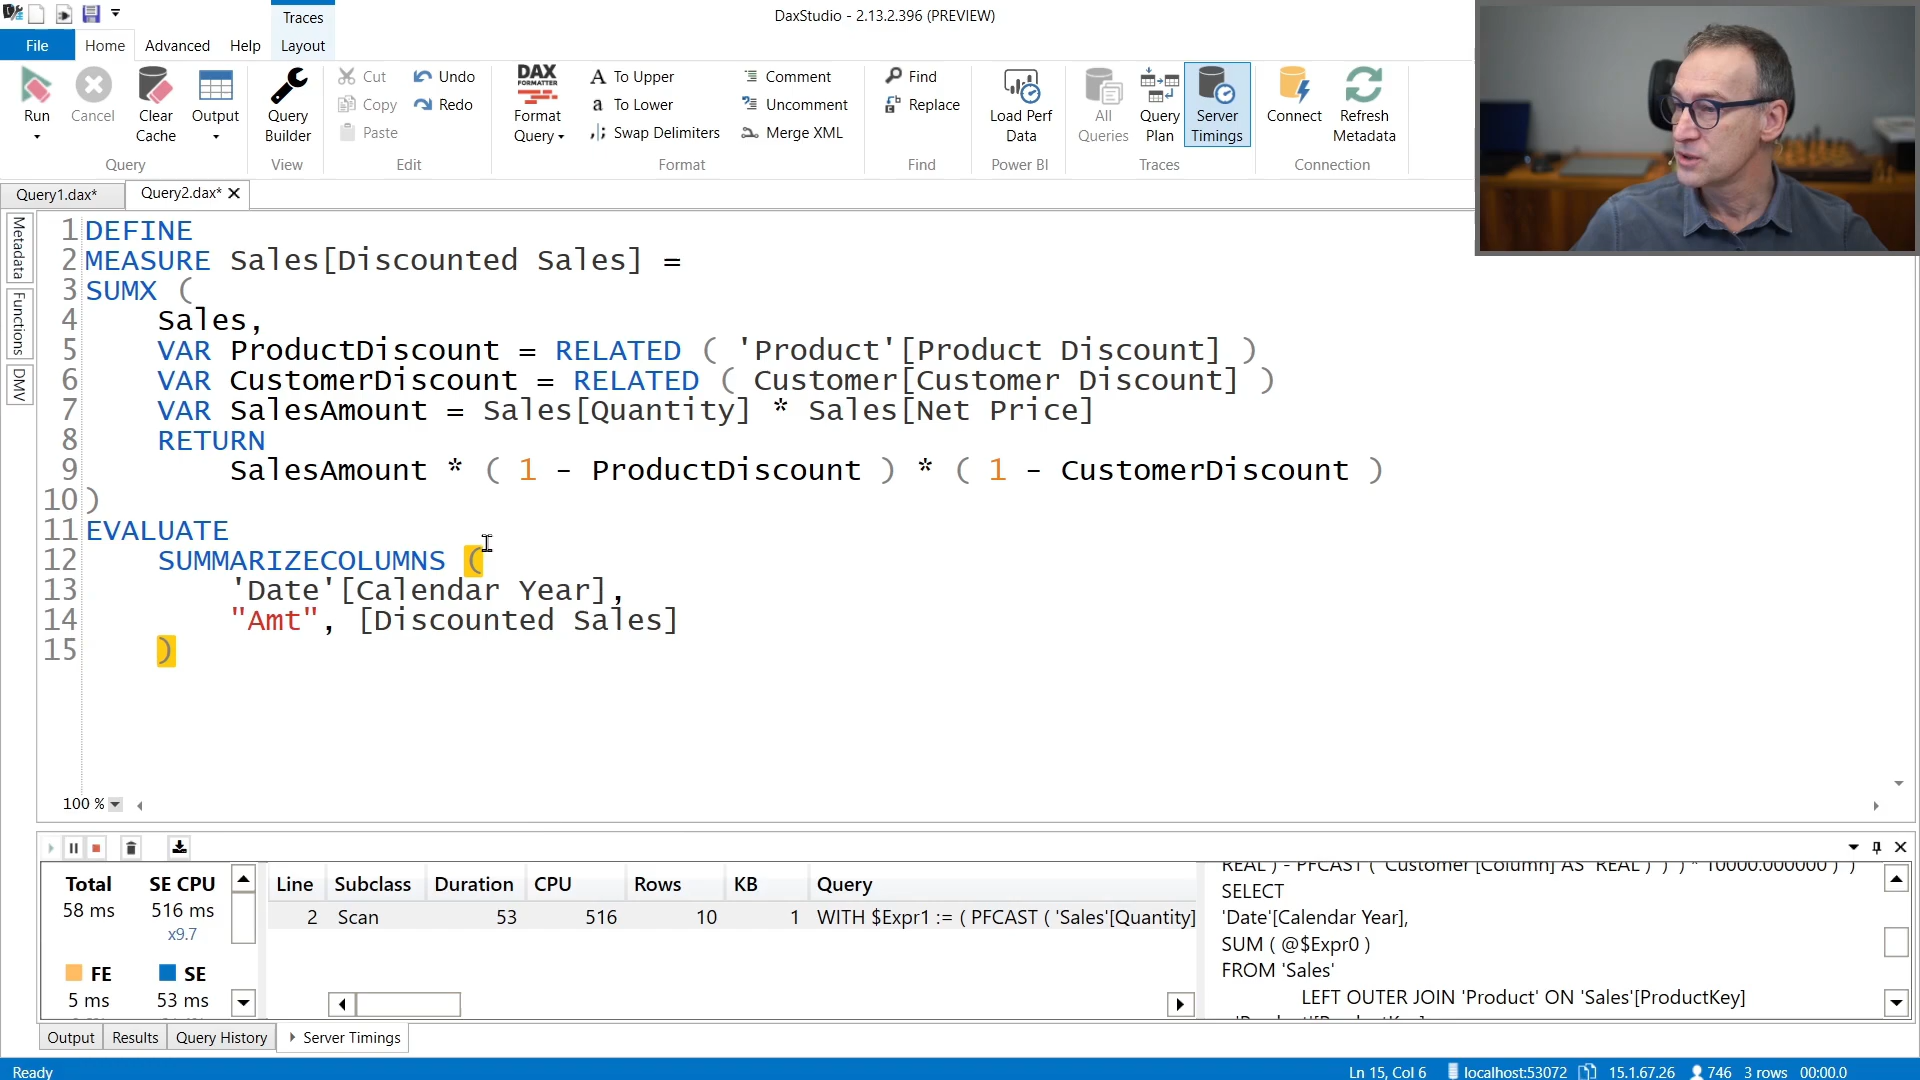 Traces
DaxStudio - 2.13.2.396 (PREVIEW)
File
Home
Advanced
Help
Layout
Run
Cancel
Clear Cache
Output
Query
Query Builder
View
Cut
Copy
Paste
Undo
Redo
Edit
DAX
FORMATTER
Format Query
To Upper
To Lower
Swap Delimiters
Comment
Uncomment
Merge XML
Format
Find
Replace
Find
Load Perf Data
Power BI
All Queries
Query Plan
Server Timings
Traces
Connect
Refresh Metadata
Connection
Query1.dax*
Query2.dax*
Metadata
Functions
DMV
1 DEFINE
2 MEASURE Sales[Discounted Sales] =
3 SUMX (
4 Sales,
5 VAR ProductDiscount = RELATED ( 'Product'[Product Discount] )
6 VAR CustomerDiscount = RELATED ( Customer[Customer Discount] )
7 VAR SalesAmount = Sales[Quantity] * Sales[Net Price]
8 RETURN
9 SalesAmount * ( 1 - ProductDiscount ) * ( 1 - CustomerDiscount )
10 )
11 EVALUATE
12 SUMMARIZECOLUMNS (
13 'Date'[Calendar Year],
14 "Amt", [Discounted Sales]
15 )
100 %
Total SE CPU
58 ms 516 ms
x9.7
FE SE
5 ms 53 ms
Line Subclass Duration CPU Rows KB Query
2 Scan 53 516 10 1 WITH $Expr1 := ( PFCAST ( 'Sales'[Quantity]
REAL ) - PFCAST ( 'Customer'[Column] AS REAL ) ) ) * 10000.000000 ) )
SELECT
'Date'[Calendar Year],
SUM ( @$Expr0 )
FROM 'Sales'
LEFT OUTER JOIN 'Product' ON 'Sales'[ProductKey]
Output
Results
Query History
Server Timings
Ready
Ln 15, Col 6
localhost:53072
15.1.67.26
746
3 rows
00:00.0